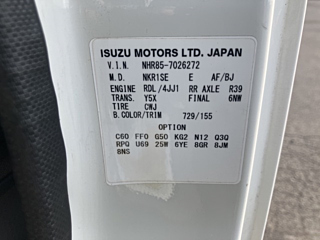 ISUZU MOTORS LTD. JAPAN
V.I.N. NHR85-7026272
M.D. NKR1SE E AF/BJ
ENGINE RDL/4JJ1 RR AXLE R39
TRANS. Y5X FINAL 6NW
TIRE CWJ
B.COLOR/TRIM 729/155
OPTION
C60 FFO G50 KG2 N12 Q3Q
RPQ U69 25W 6YE 8GR 8JM
8NS